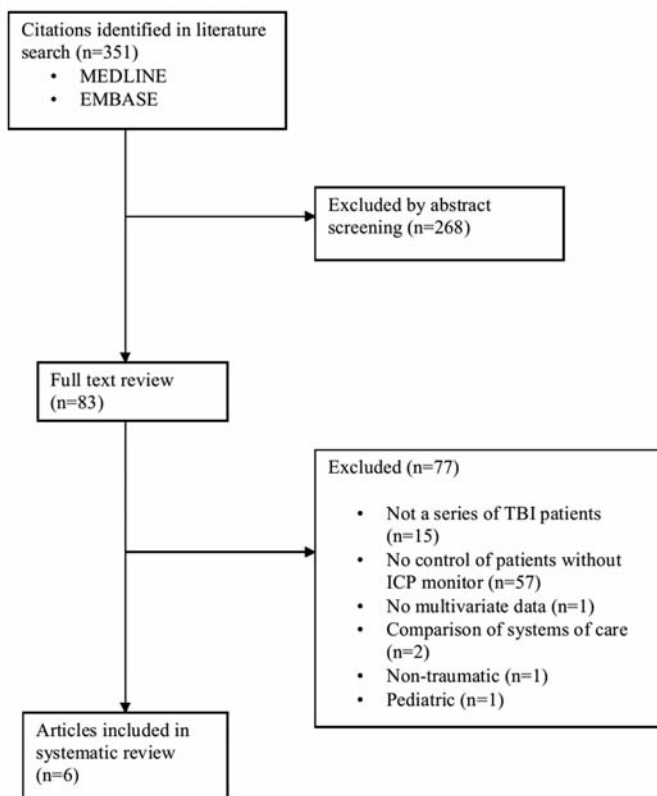 Citations identified in literature
search (n=351)
• MEDLINE
• EMBASE
Excluded by abstract
screening (n=268)
Full text review
(n=83)
Excluded (n=77)
• Not a series of TBI patients
(n=15)
• No control of patients without
ICP monitor (n=57)
• No multivariate data (n=1)
• Comparison of systems of care
(n=2)
• Non-traumatic (n=1)
• Pediatric (n=1)
Articles included in
systematic review
(n=6)